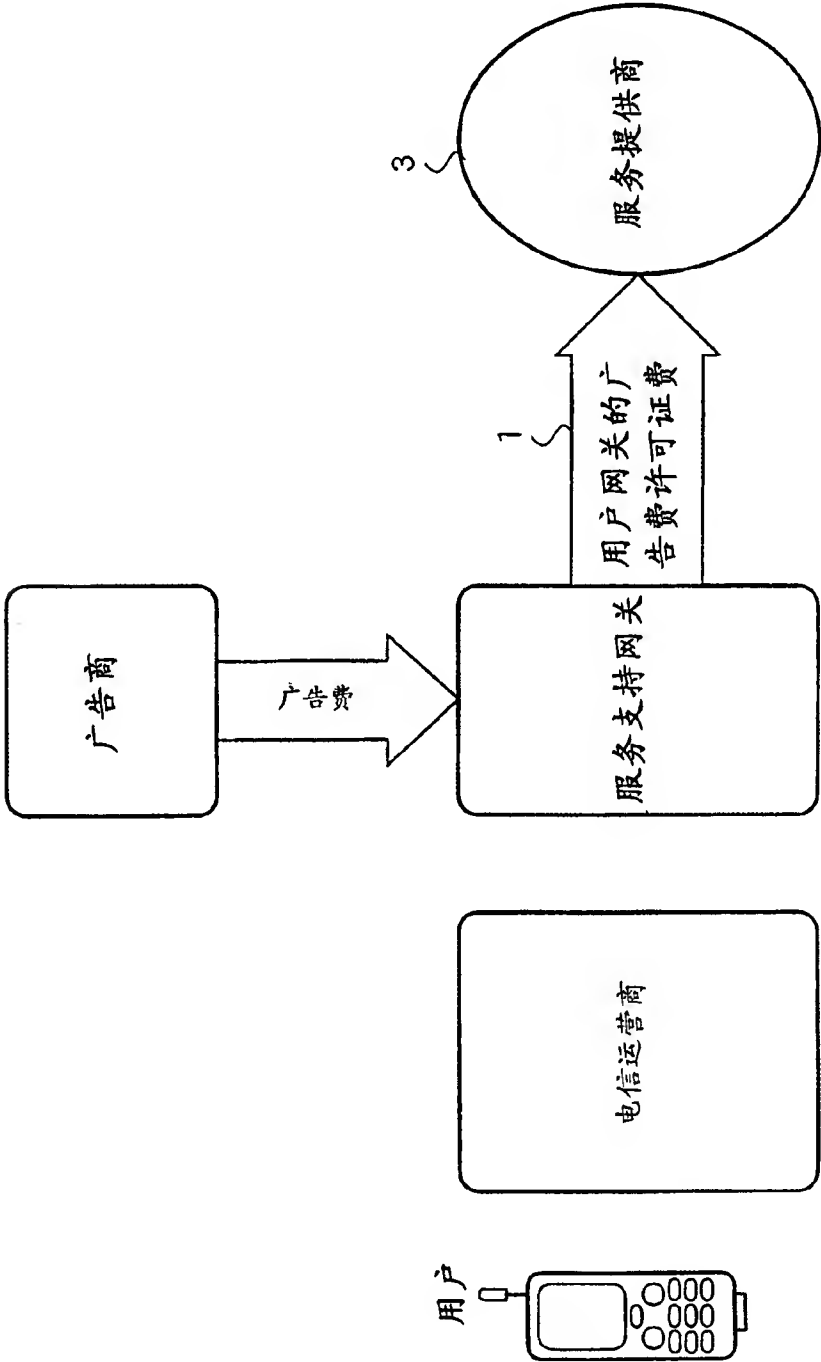 广告商
广告费
用户
电信运营商
服务支持网关
1
用户网关的广
告费许可证费
3
服务提供商